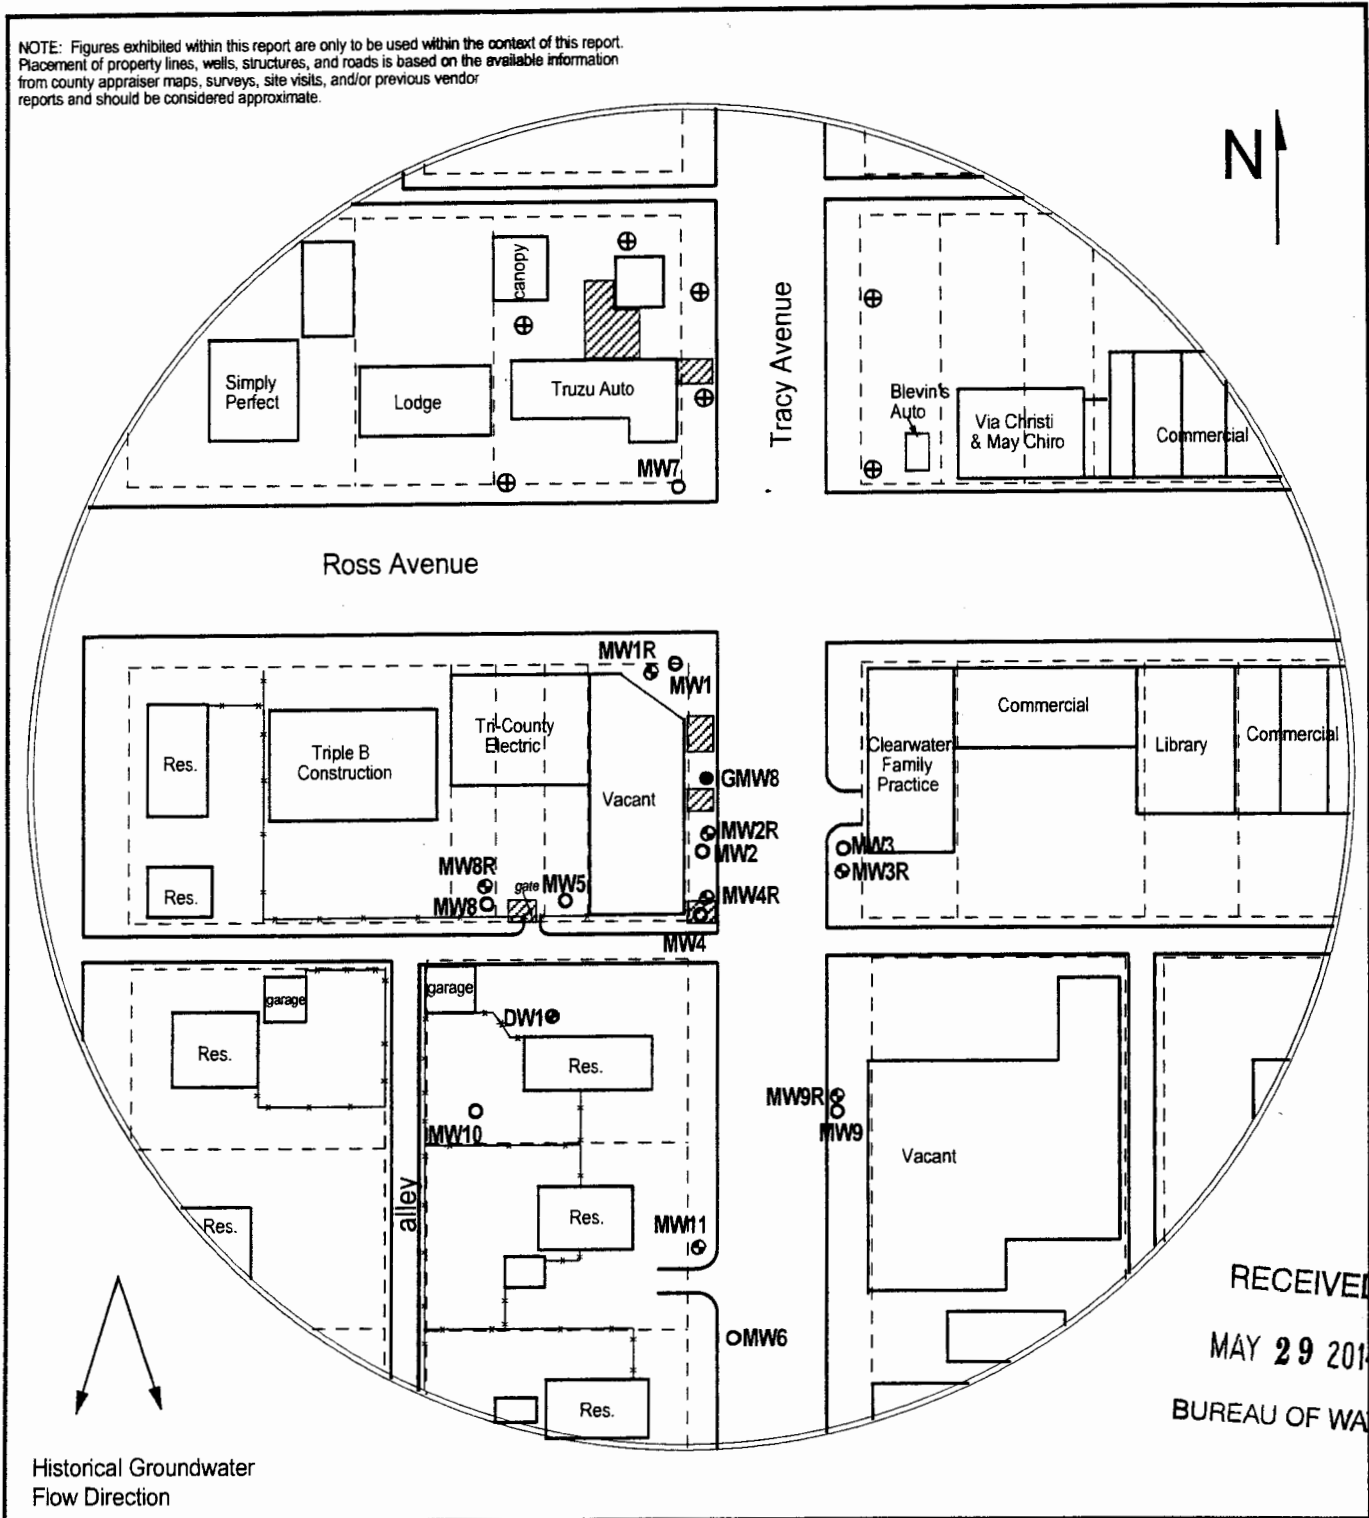 NOTE: Figures exhibited within this report are only to be used within the context of this report.
Placement of property lines, wells, structures, and roads is based on the available information
from county appraiser maps, surveys, site visits, and/or previous vendor
reports and should be considered approximate.
N
canopy
Simply
Perfect
Lodge
Truzu Auto
Tracy Avenue
Blevin's
Auto
Via Christi
& May Chiro
Commercial
MW7
Ross Avenue
MW1R
MW1
Res.
Triple B
Construction
Tri-County
Electric
Vacant
GMW8
MW2R
MW2
Clearwater
Family
Practice
Commercial
Library
Commercial
MW3
MW3R
MW8R
MW8
gate
MW5
MW4R
MW4
Res.
garage
garage
DW1
Res.
Res.
MW10
MW9R
MW9
Vacant
alley
Res.
Res.
MW11
MW6
Res.
RECEIVED
MAY 29 201
BUREAU OF WA
Historical Groundwater
Flow Direction